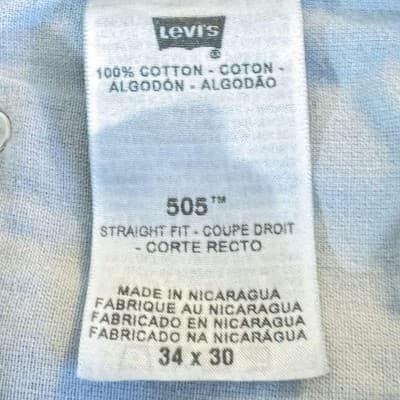 Levi's
100% COTTON - COTON -
ALGODÓN - ALGODÃO
505™
STRAIGHT FIT - COUPE DROIT
- CORTE RECTO
MADE IN NICARAGUA
FABRIQUE AU NICARAGUA
FABRICADO EN NICARAGUA
FABRICADO NA NICARÁGUA
34 x 30